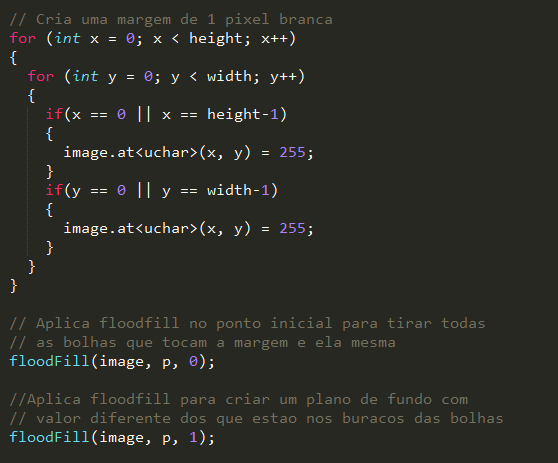 // Cria uma margem de 1 pixel branca
for (int x = 0; x < height; x++)
{
for (int y = 0; y < width; y++)
{
if(x == 0 || x == height-1)
{
image.at<uchar>(x, y) = 255;
}
if(y == 0 || y == width-1)
{
image.at<uchar>(x, y) = 255;
}
}
}
// Aplica floodfill no ponto inicial para tirar todas
// as bolhas que tocam a margem e ela mesma
floodFill(image, p, 0);
//Aplica floodfill para criar um plano de fundo com
// valor diferente dos que estao nos buracos das bolhas
floodFill(image, p, 1);